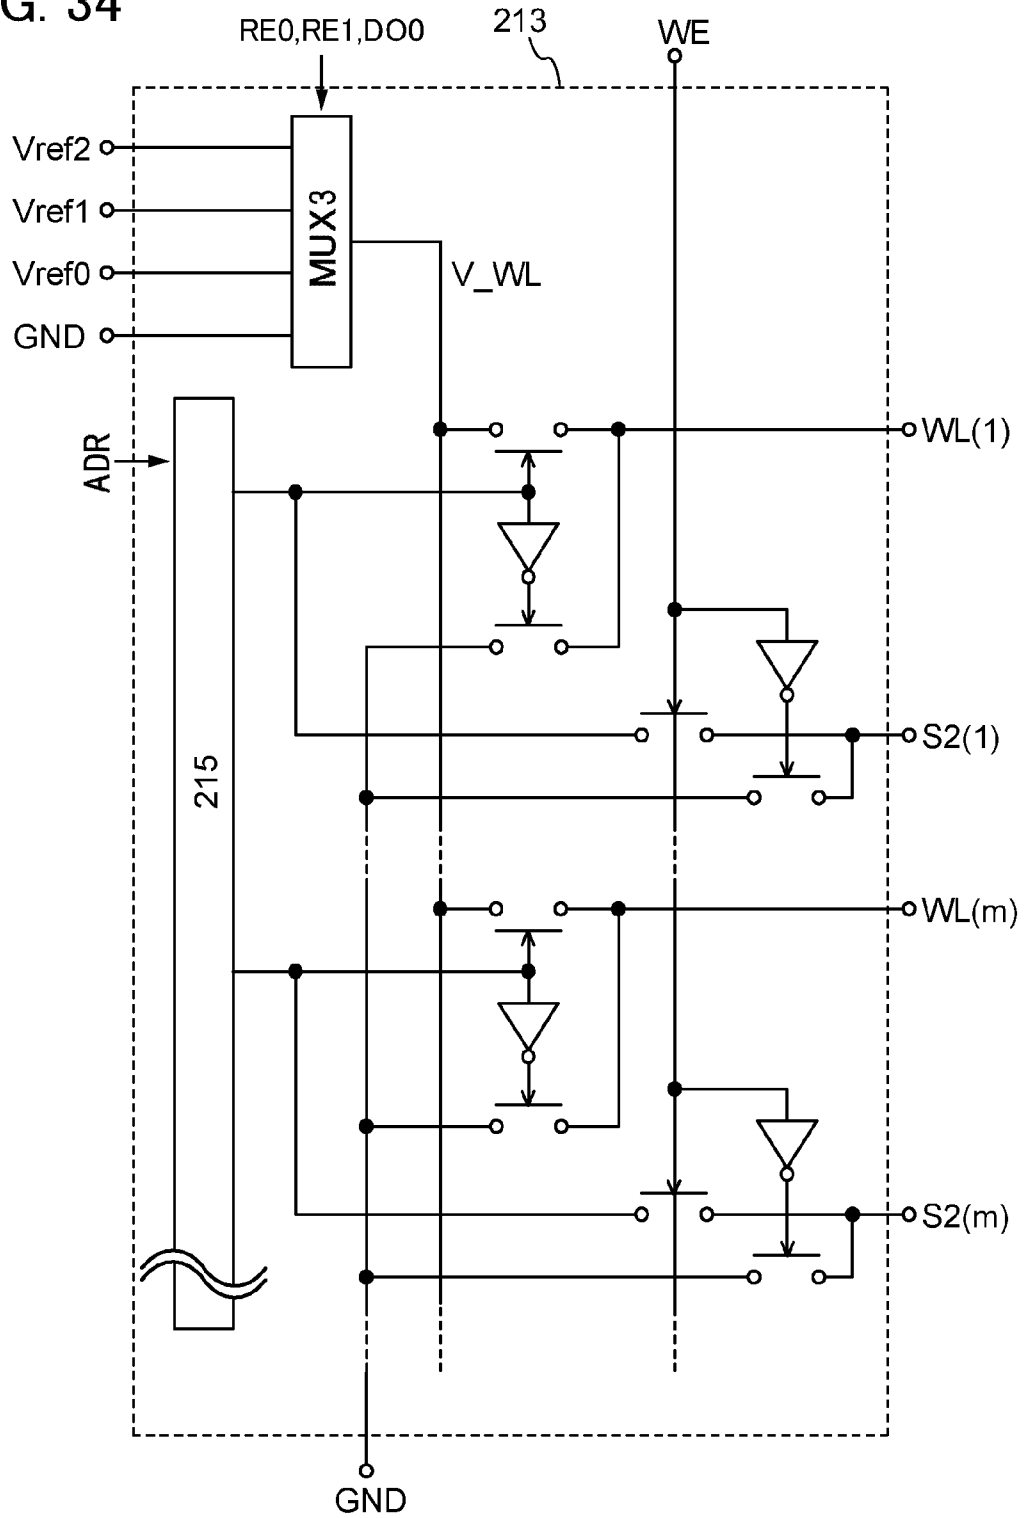 G. 34
RE0,RE1,DO0
213
WE
Vref2
Vref1
Vref0
GND
MUX3
V_WL
ADR
WL(1)
215
S2(1)
WL(m)
S2(m)
GND